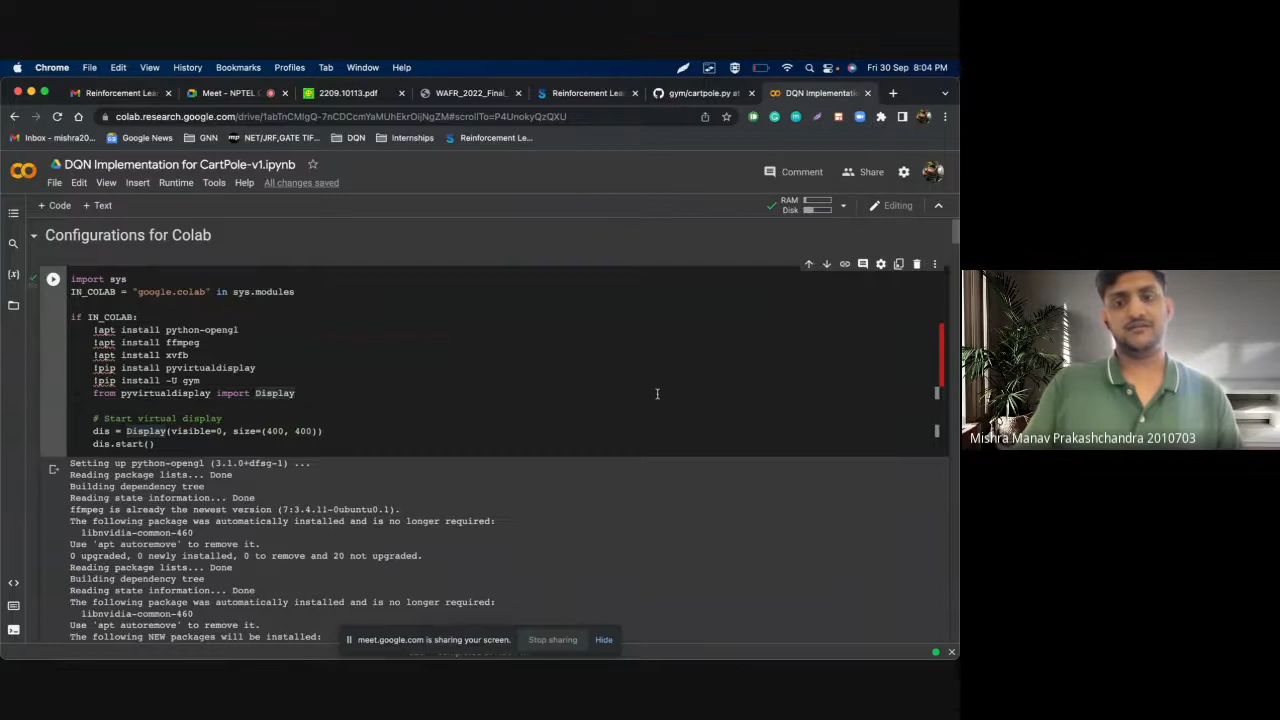 Chrome File Edit View History Bookmarks Profiles Tab Window Help Fri 30 Sep 8:04 PM
Reinforcement Lea Meet - NPTEL 2209.10113.pdf WAFR_2022_Final_ Reinforcement Lea gym/cartpole.py at DQN Implementatio
colab.research.google.com/drive/1abTnCMIgQ-7nCDCcmYaMUhEkrOijNgZM#scrollTo=P4UnokyQzQXU
Inbox - mishra20... Google News GNN NET/JRF,GATE TIF... DQN Internships Reinforcement Le...
DQN Implementation for CartPole-v1.ipynb
File Edit View Insert Runtime Tools Help All changes saved
Comment Share
+ Code + Text
RAM
Disk
Editing
Configurations for Colab
import sys
IN_COLAB = "google.colab" in sys.modules
if IN_COLAB:
!apt install python-opengl
!apt install ffmpeg
!apt install xvfb
!pip install pyvirtualdisplay
!pip install -U gym
from pyvirtualdisplay import Display
# Start virtual display
dis = Display(visible=0, size=(400, 400))
dis.start()
Setting up python-opengl (3.1.0+dfsg-1) ...
Reading package lists... Done
Building dependency tree
Reading state information... Done
ffmpeg is already the newest version (7:3.4.11-0ubuntu0.1).
The following package was automatically installed and is no longer required:
libnvidia-common-460
Use 'apt autoremove' to remove it.
0 upgraded, 0 newly installed, 0 to remove and 20 not upgraded.
Reading package lists... Done
Building dependency tree
Reading state information... Done
The following package was automatically installed and is no longer required:
libnvidia-common-460
Use 'apt autoremove' to remove it.
The following NEW packages will be installed:
meet.google.com is sharing your screen. Stop sharing Hide
Mishra Manav Prakashchandra 2010703